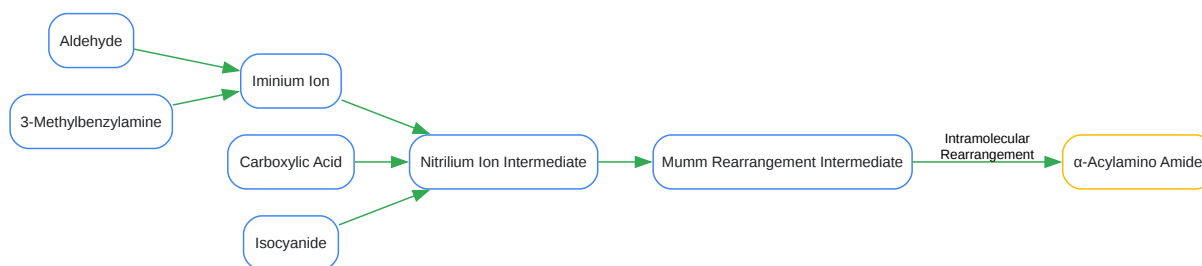 Aldehyde
3-Methylbenzylamine
Iminium Ion
Carboxylic Acid
Isocyanide
Nitrilium Ion Intermediate
Mumm Rearrangement Intermediate
Intramolecular
Rearrangement
α-Acylamino Amide